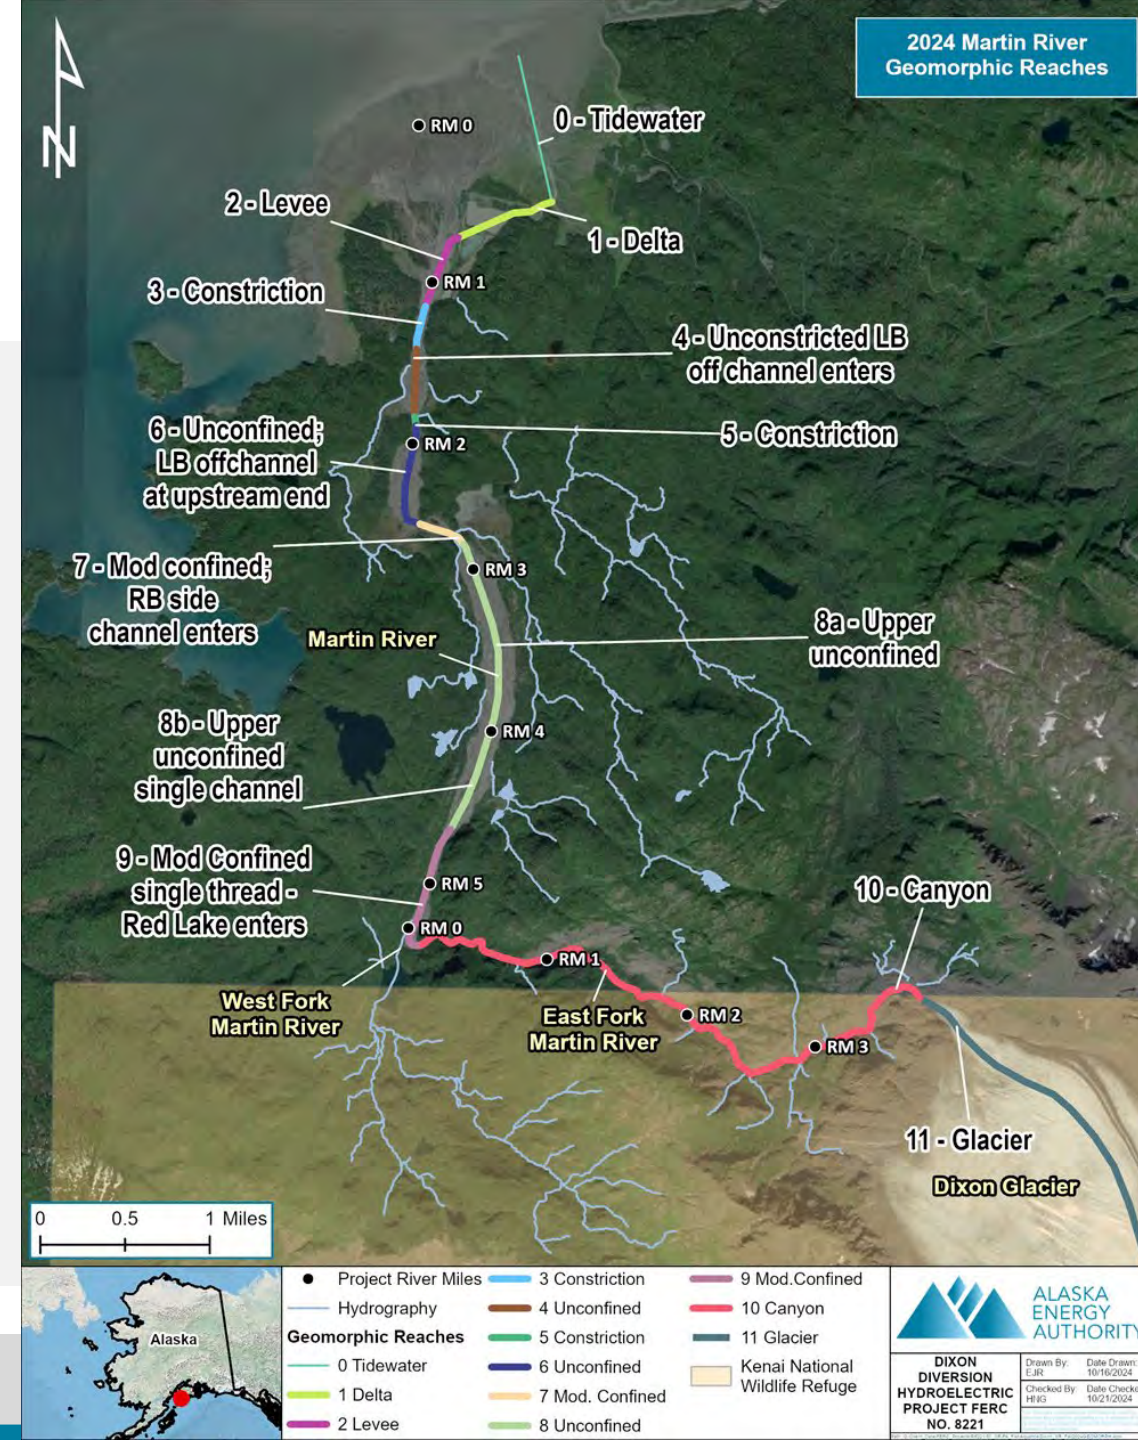 2024 Martin River
Geomorphic Reaches
N
RM 0
0 - Tidewater
2 - Levee
1 - Delta
RM 1
3 - Constriction
4 - Unconstricted LB
off channel enters
6 - Unconfined;
LB offchannel
at upstream end
RM 2
5 - Constriction
7 - Mod confined;
RB side
channel enters
RM 3
8a - Upper
unconfined
Martin River
8b - Upper
unconfined
single channel
RM 4
9 - Mod Confined
single thread -
Red Lake enters
RM 5
10 - Canyon
RM 0
RM 1
West Fork
Martin River
East Fork
Martin River
RM 2
RM 3
11 - Glacier
Dixon Glacier
0 0.5 1 Miles
Alaska
Project River Miles
Hydrography
Geomorphic Reaches
0 Tidewater
1 Delta
2 Levee
3 Constriction
4 Unconfined
5 Constriction
6 Unconfined
7 Mod. Confined
8 Unconfined
9 Mod.Confined
10 Canyon
11 Glacier
Kenai National
Wildlife Refuge
ALASKA
ENERGY
AUTHORITY
DIXON
DIVERSION
HYDROELECTRIC
PROJECT FERC
NO. 8221
Drawn By: Date Drawn:
EJR 10/16/2024
Checked By Date Checke
HNG 10/21/2024